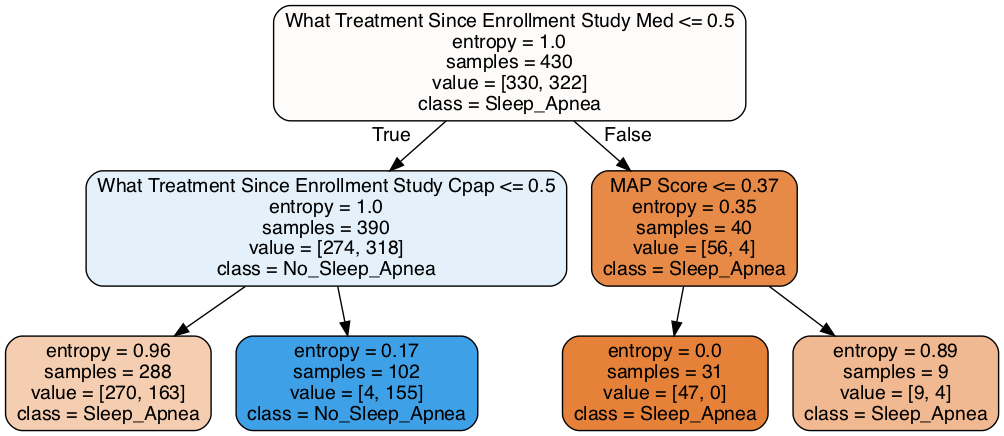 What Treatment Since Enrollment Study Med <= 0.5
entropy = 1.0
samples = 430
value = [330, 322]
class = Sleep_Apnea
True
False
What Treatment Since Enrollment Study Cpap <= 0.5
entropy = 1.0
samples = 390
value = [274, 318]
class = No_Sleep_Apnea
MAP Score <= 0.37
entropy = 0.35
samples = 40
value = [56, 4]
class = Sleep_Apnea
entropy = 0.96
samples = 288
value = [270, 163]
class = Sleep_Apnea
entropy = 0.17
samples = 102
value = [4, 155]
class = No_Sleep_Apnea
entropy = 0.0
samples = 31
value = [47, 0]
class = Sleep_Apnea
entropy = 0.89
samples = 9
value = [9, 4]
class = Sleep_Apnea